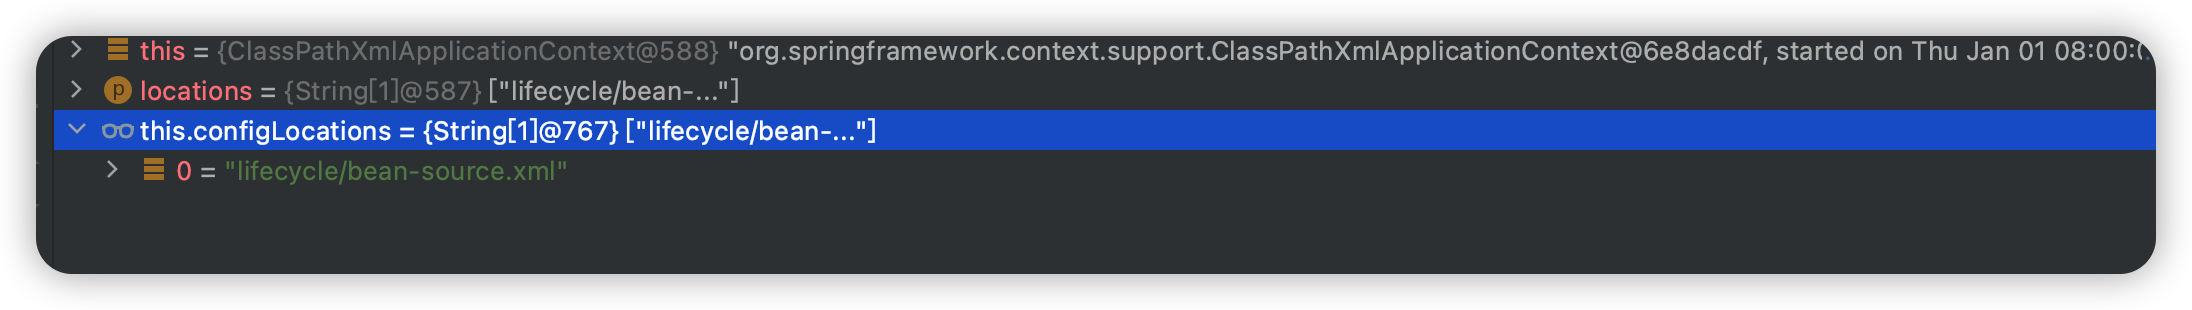 this = {ClassPathXmlApplicationContext@588} "org.springframework.context.support.ClassPathXmlApplicationContext@6e8dacdf, started on Thu Jan 01 08:00:
p locations = {String[1]@587} ["lifecycle/bean-..."]
this.configLocations = {String[1]@767} ["lifecycle/bean-..."]
0 = "lifecycle/bean-source.xml"